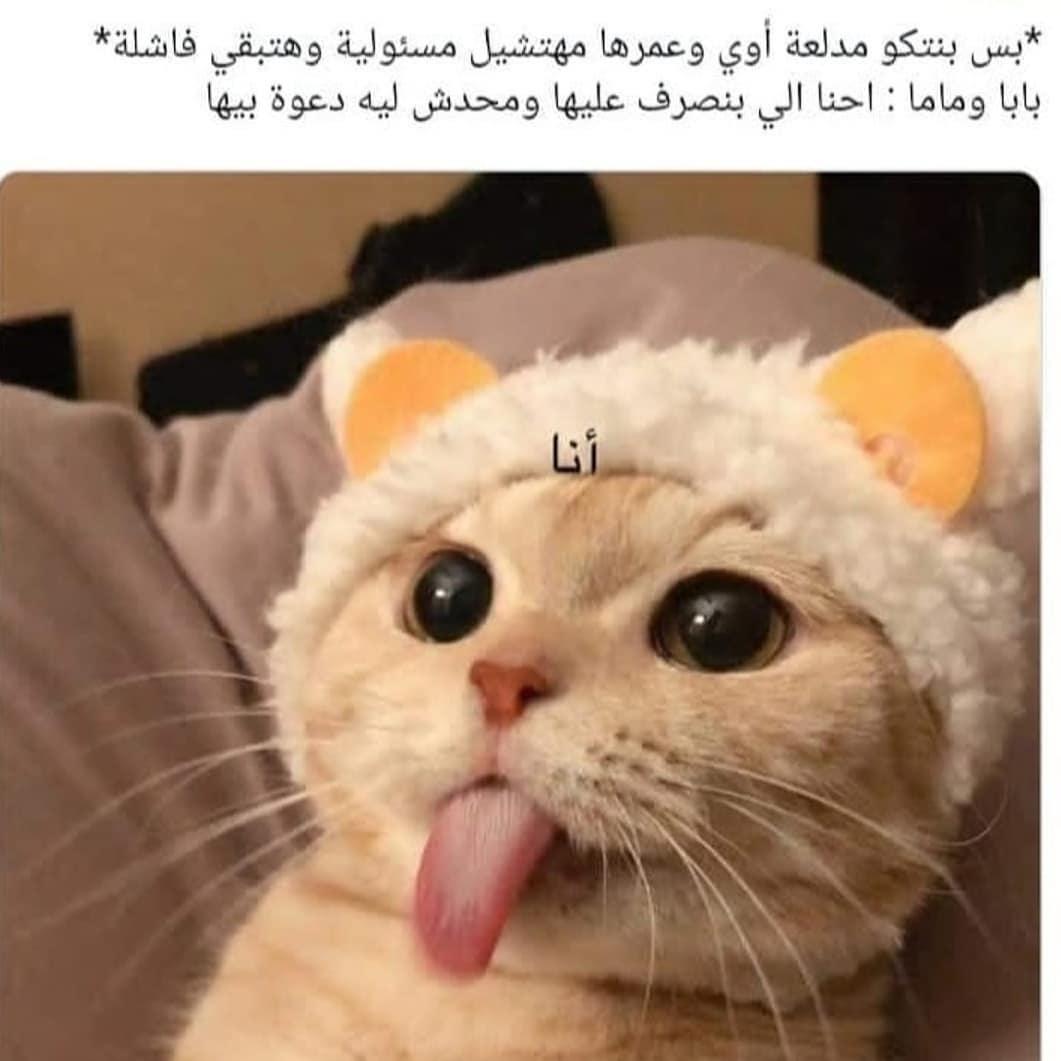 *بس بنتكو مدلعة أوي وعمرها مهتشيل مسئولية وهتبقي فاشلة*
بابا وماما : احنا الي بنصرف عليها ومحدش ليه دعوة بيها
أنا